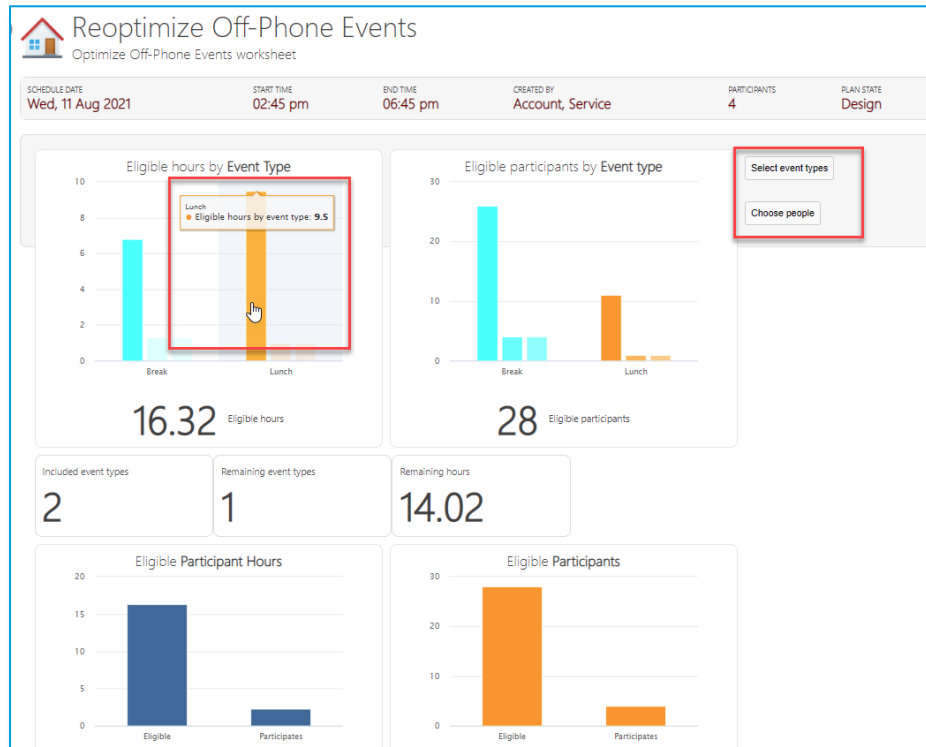 Reoptimize Off-Phone Events
Optimize Off-Phone Events worksheet
SCHEDULE DATE START TIME END TIME CREATED BY PARTICIPANTS PLAN STATE
Wed, 11 Aug 2021 02:45 pm 06:45 pm Account, Service 4 Design
Eligible hours by Event Type
10
8
6
4
2
0
Lunch
Eligible hours by event type: 9.5
Break Lunch
16.32 Eligible hours
Eligible participants by Event type
30
20
10
0
Break Lunch
28 Eligible participants
Select event types
Choose people
Included event types
2
Remaining event types
1
Remaining hours
14.02
Eligible Participant Hours
20
15
10
5
0
Eligible Participates
Eligible Participants
30
20
10
0
Eligible Participates